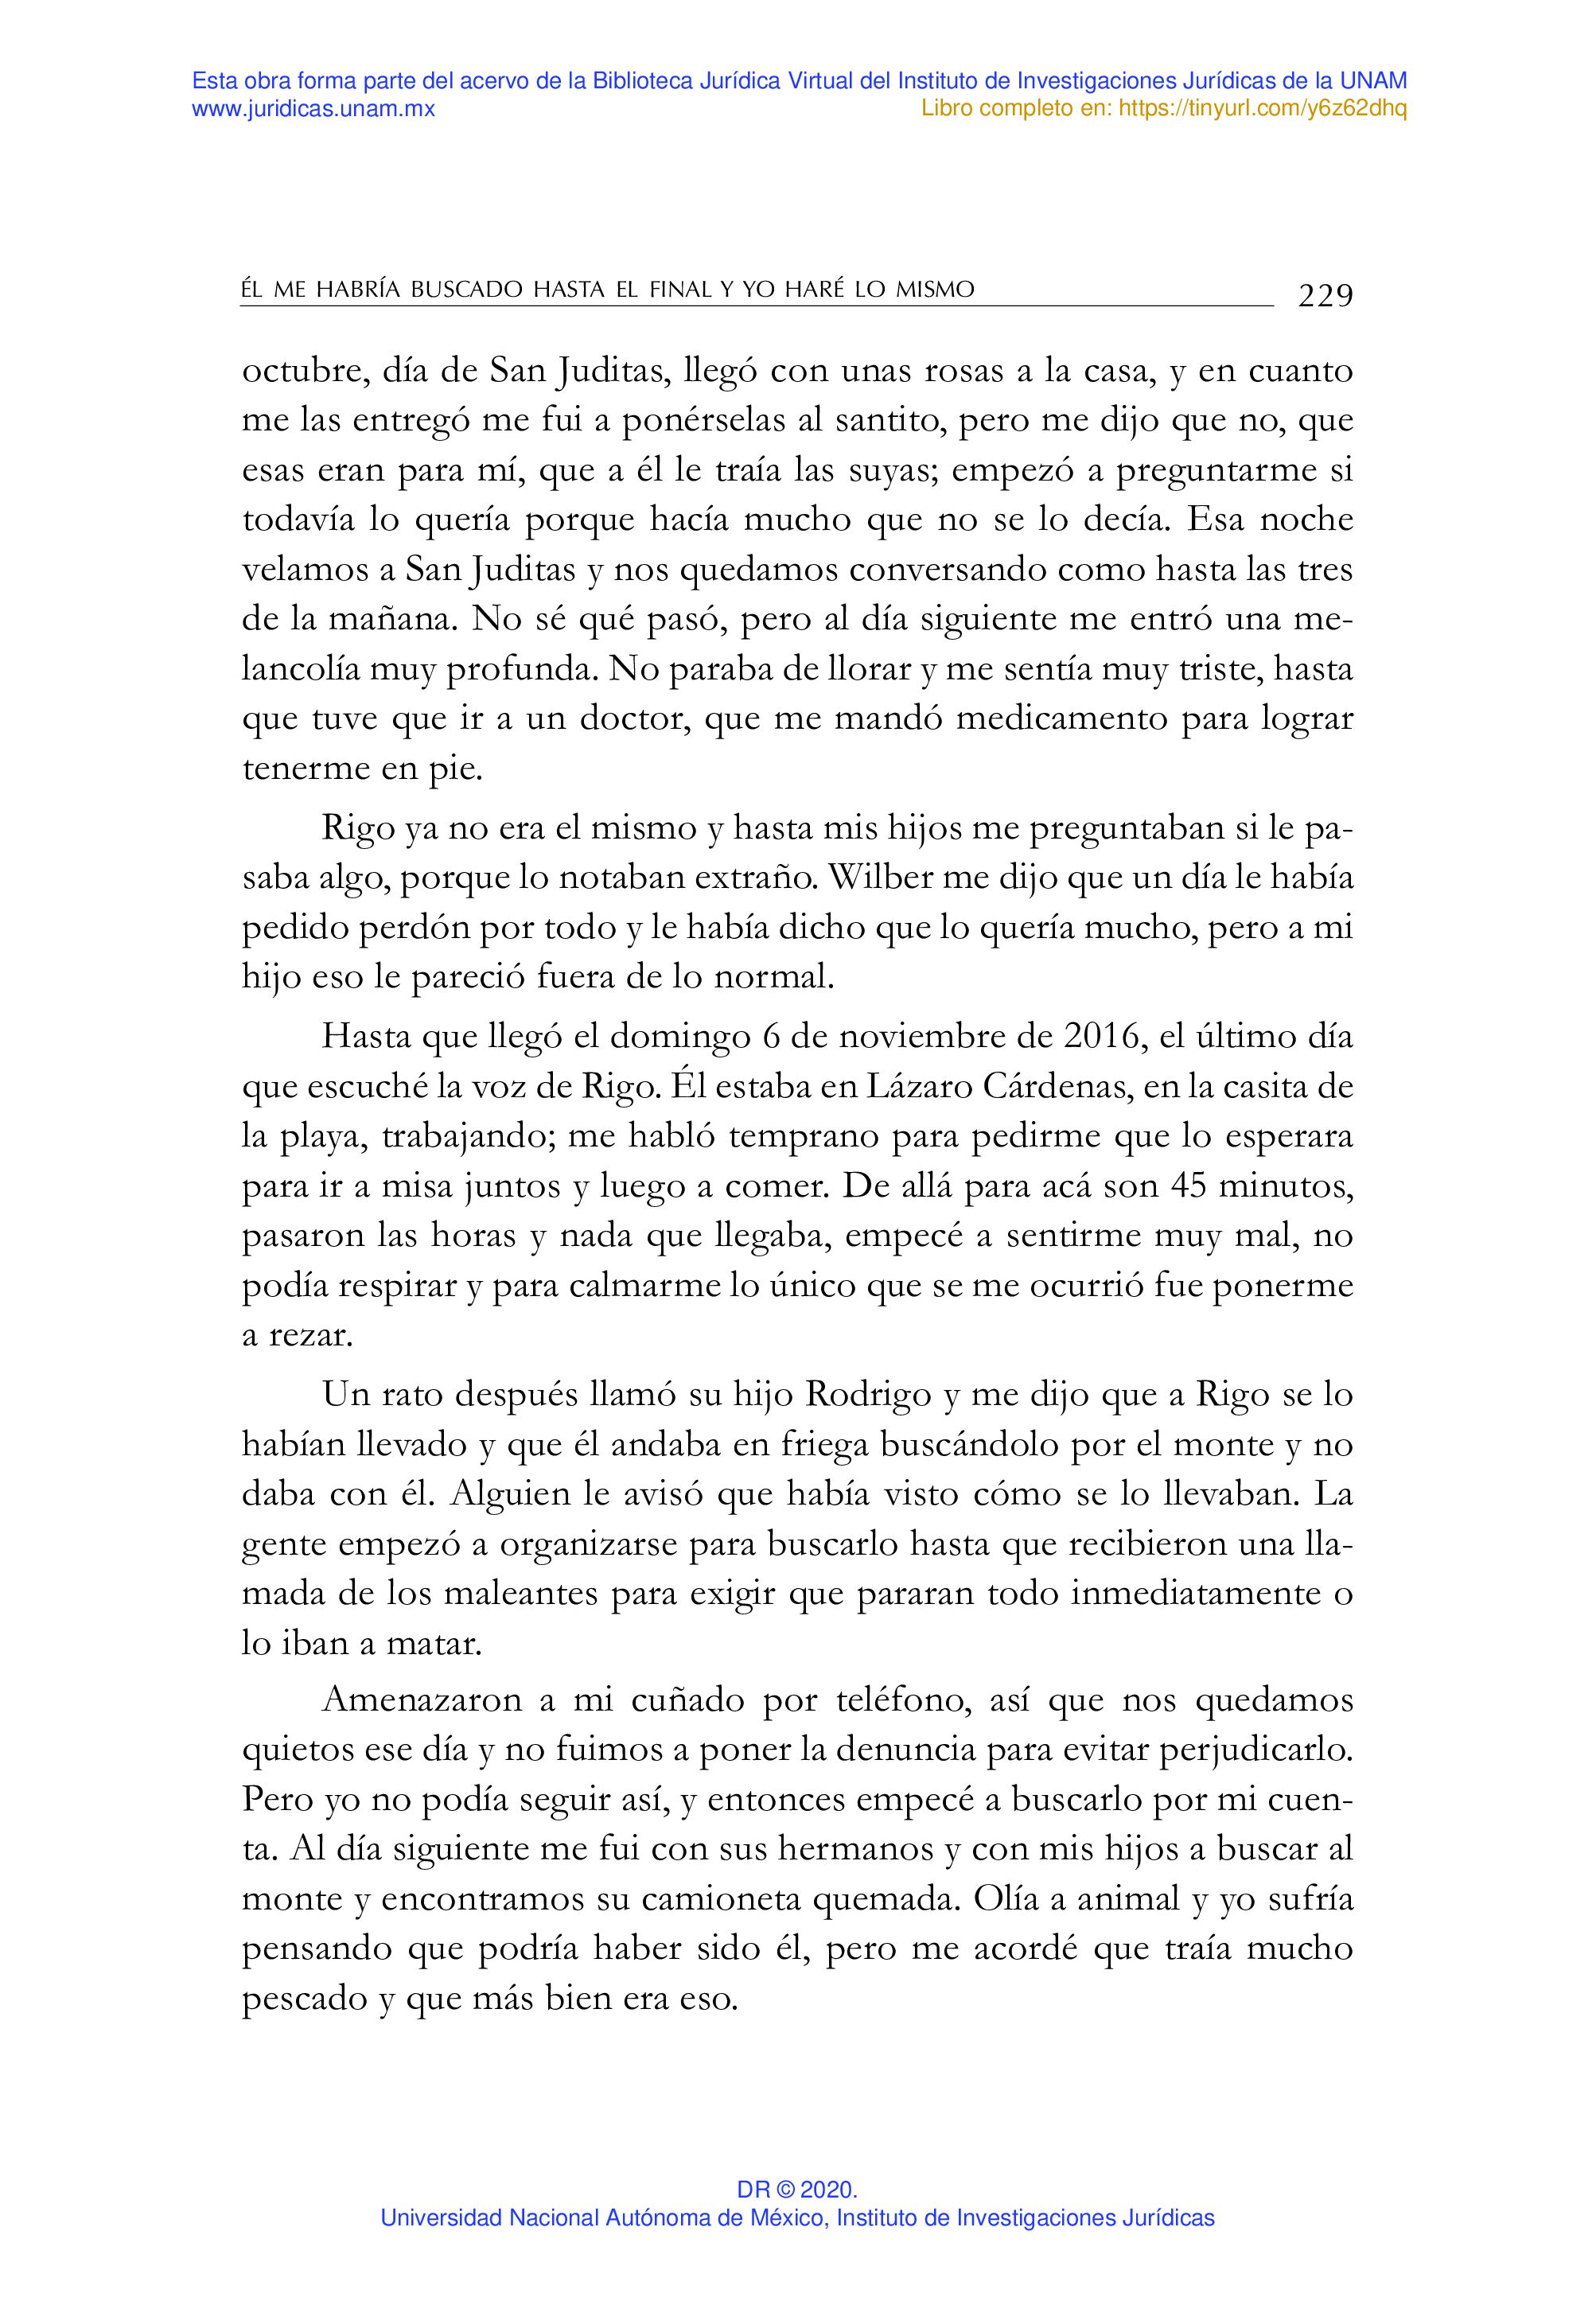 Esta obra forma parte del acervo de la Biblioteca Jurídica Virtual del Instituto de Investigaciones Jurídicas de la UNAM
www.juridicas.unam.mx Libro completo en: https://tinyurl.com/y6z62dhq
ÉL ME HABRÍA BUSCADO HASTA EL FINAL Y YO HARÉ LO MISMO 229
octubre, día de San Juditas, llegó con unas rosas a la casa, y en cuanto
me las entregó me fui a ponérselas al santito, pero me dijo que no, que
esas eran para mí, que a él le traía las suyas; empezó a preguntarme si
todavía lo quería porque hacía mucho que no se lo decía. Esa noche
velamos a San Juditas y nos quedamos conversando como hasta las tres
de la mañana. No sé qué pasó, pero al día siguiente me entró una me-
lancolía muy profunda. No paraba de llorar y me sentía muy triste, hasta
que tuve que ir a un doctor, que me mandó medicamento para lograr
tenerme en pie.
Rigo ya no era el mismo y hasta mis hijos me preguntaban si le pa-
saba algo, porque lo notaban extraño. Wilber me dijo que un día le había
pedido perdón por todo y le había dicho que lo quería mucho, pero a mi
hijo eso le pareció fuera de lo normal.
Hasta que llegó el domingo 6 de noviembre de 2016, el último día
que escuché la voz de Rigo. Él estaba en Lázaro Cárdenas, en la casita de
la playa, trabajando; me habló temprano para pedirme que lo esperara
para ir a misa juntos y luego a comer. De allá para acá son 45 minutos,
pasaron las horas y nada que llegaba, empecé a sentirme muy mal, no
podía respirar y para calmarme lo único que se me ocurrió fue ponerme
a rezar.
Un rato después llamó su hijo Rodrigo y me dijo que a Rigo se lo
habían llevado y que él andaba en friega buscándolo por el monte y no
daba con él. Alguien le avisó que había visto cómo se lo llevaban. La
gente empezó a organizarse para buscarlo hasta que recibieron una lla-
mada de los maleantes para exigir que pararan todo inmediatamente o
lo iban a matar.
Amenazaron a mi cuñado por teléfono, así que nos quedamos
quietos ese día y no fuimos a poner la denuncia para evitar perjudicarlo.
Pero yo no podía seguir así, y entonces empecé a buscarlo por mi cuen-
ta. Al día siguiente me fui con sus hermanos y con mis hijos a buscar al
monte y encontramos su camioneta quemada. Olía a animal y yo sufría
pensando que podría haber sido él, pero me acordé que traía mucho
pescado y que más bien era eso.
DR © 2020.
Universidad Nacional Autónoma de México, Instituto de Investigaciones Jurídicas